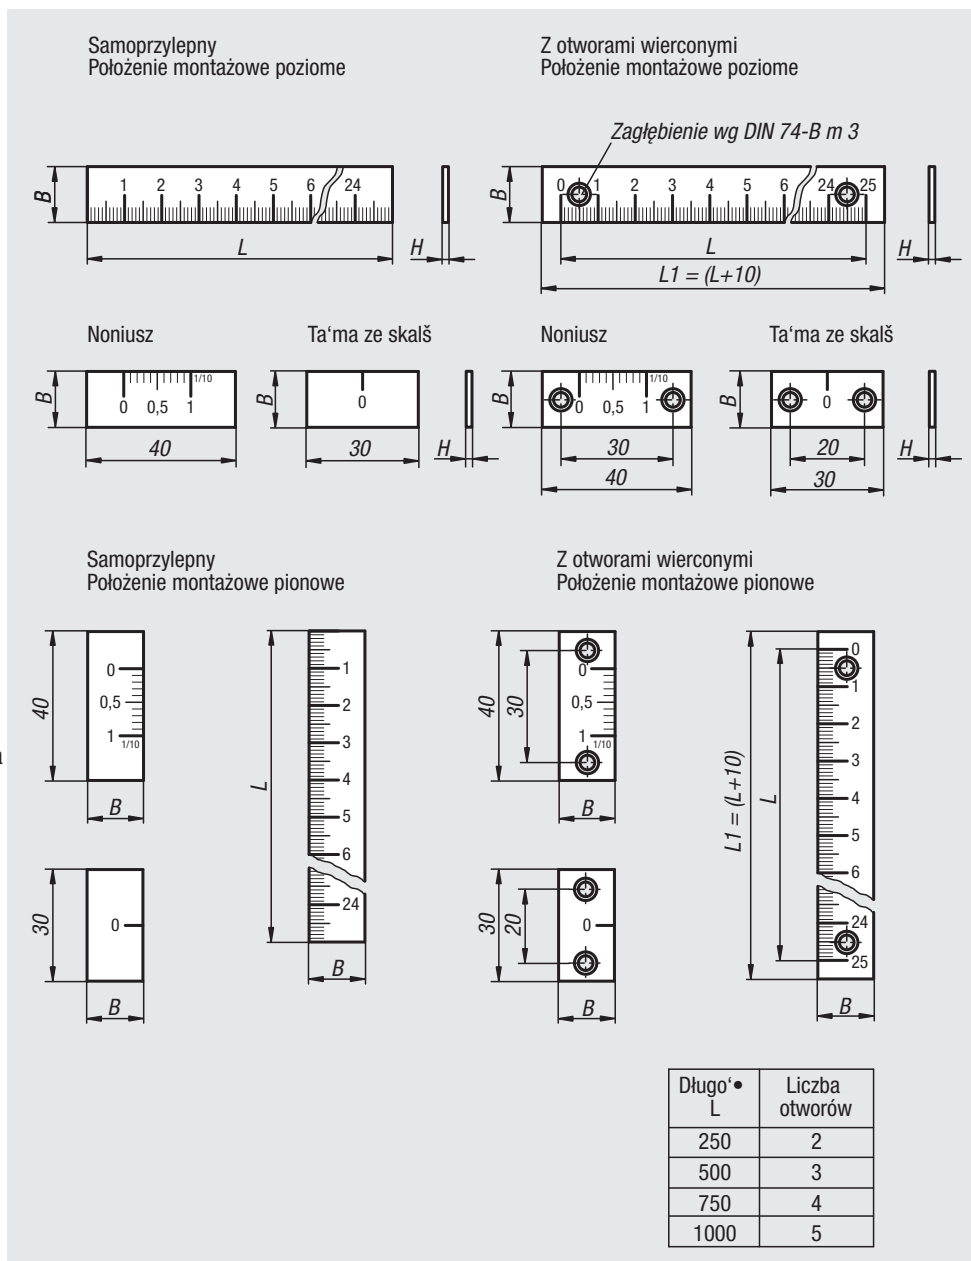 Samoprzylepny
Położenie montażowe poziome
Z otworami wierconymi
Położenie montażowe poziome
Zagłębienie wg DIN 74-B m 3
B
1 2 3 4 5 6 24
L
H
B
0 1 2 3 4 5 6 24 25
L
L1 = (L+10)
H
Noniusz
Ta‘ma ze skalš
Noniusz
Ta‘ma ze skalš
B
1/10
0 0,5 1
40
B
0
30
H
B
1/10
0 0,5 1
30
40
B
0
20
30
H
Samoprzylepny
Położenie montażowe pionowe
Z otworami wierconymi
Położenie montażowe pionowe
40
0
0,5
1
1/10
B
L
1
2
3
4
5
6
24
B
30
0
B
40
30
0
0,5
1
1/10
B
30
20
0
B
L1 = (L+10)
L
0
1
2
3
4
5
6
24
25
B
Długo‘• Liczba
L otworów
250 2
500 3
750 4
1000 5